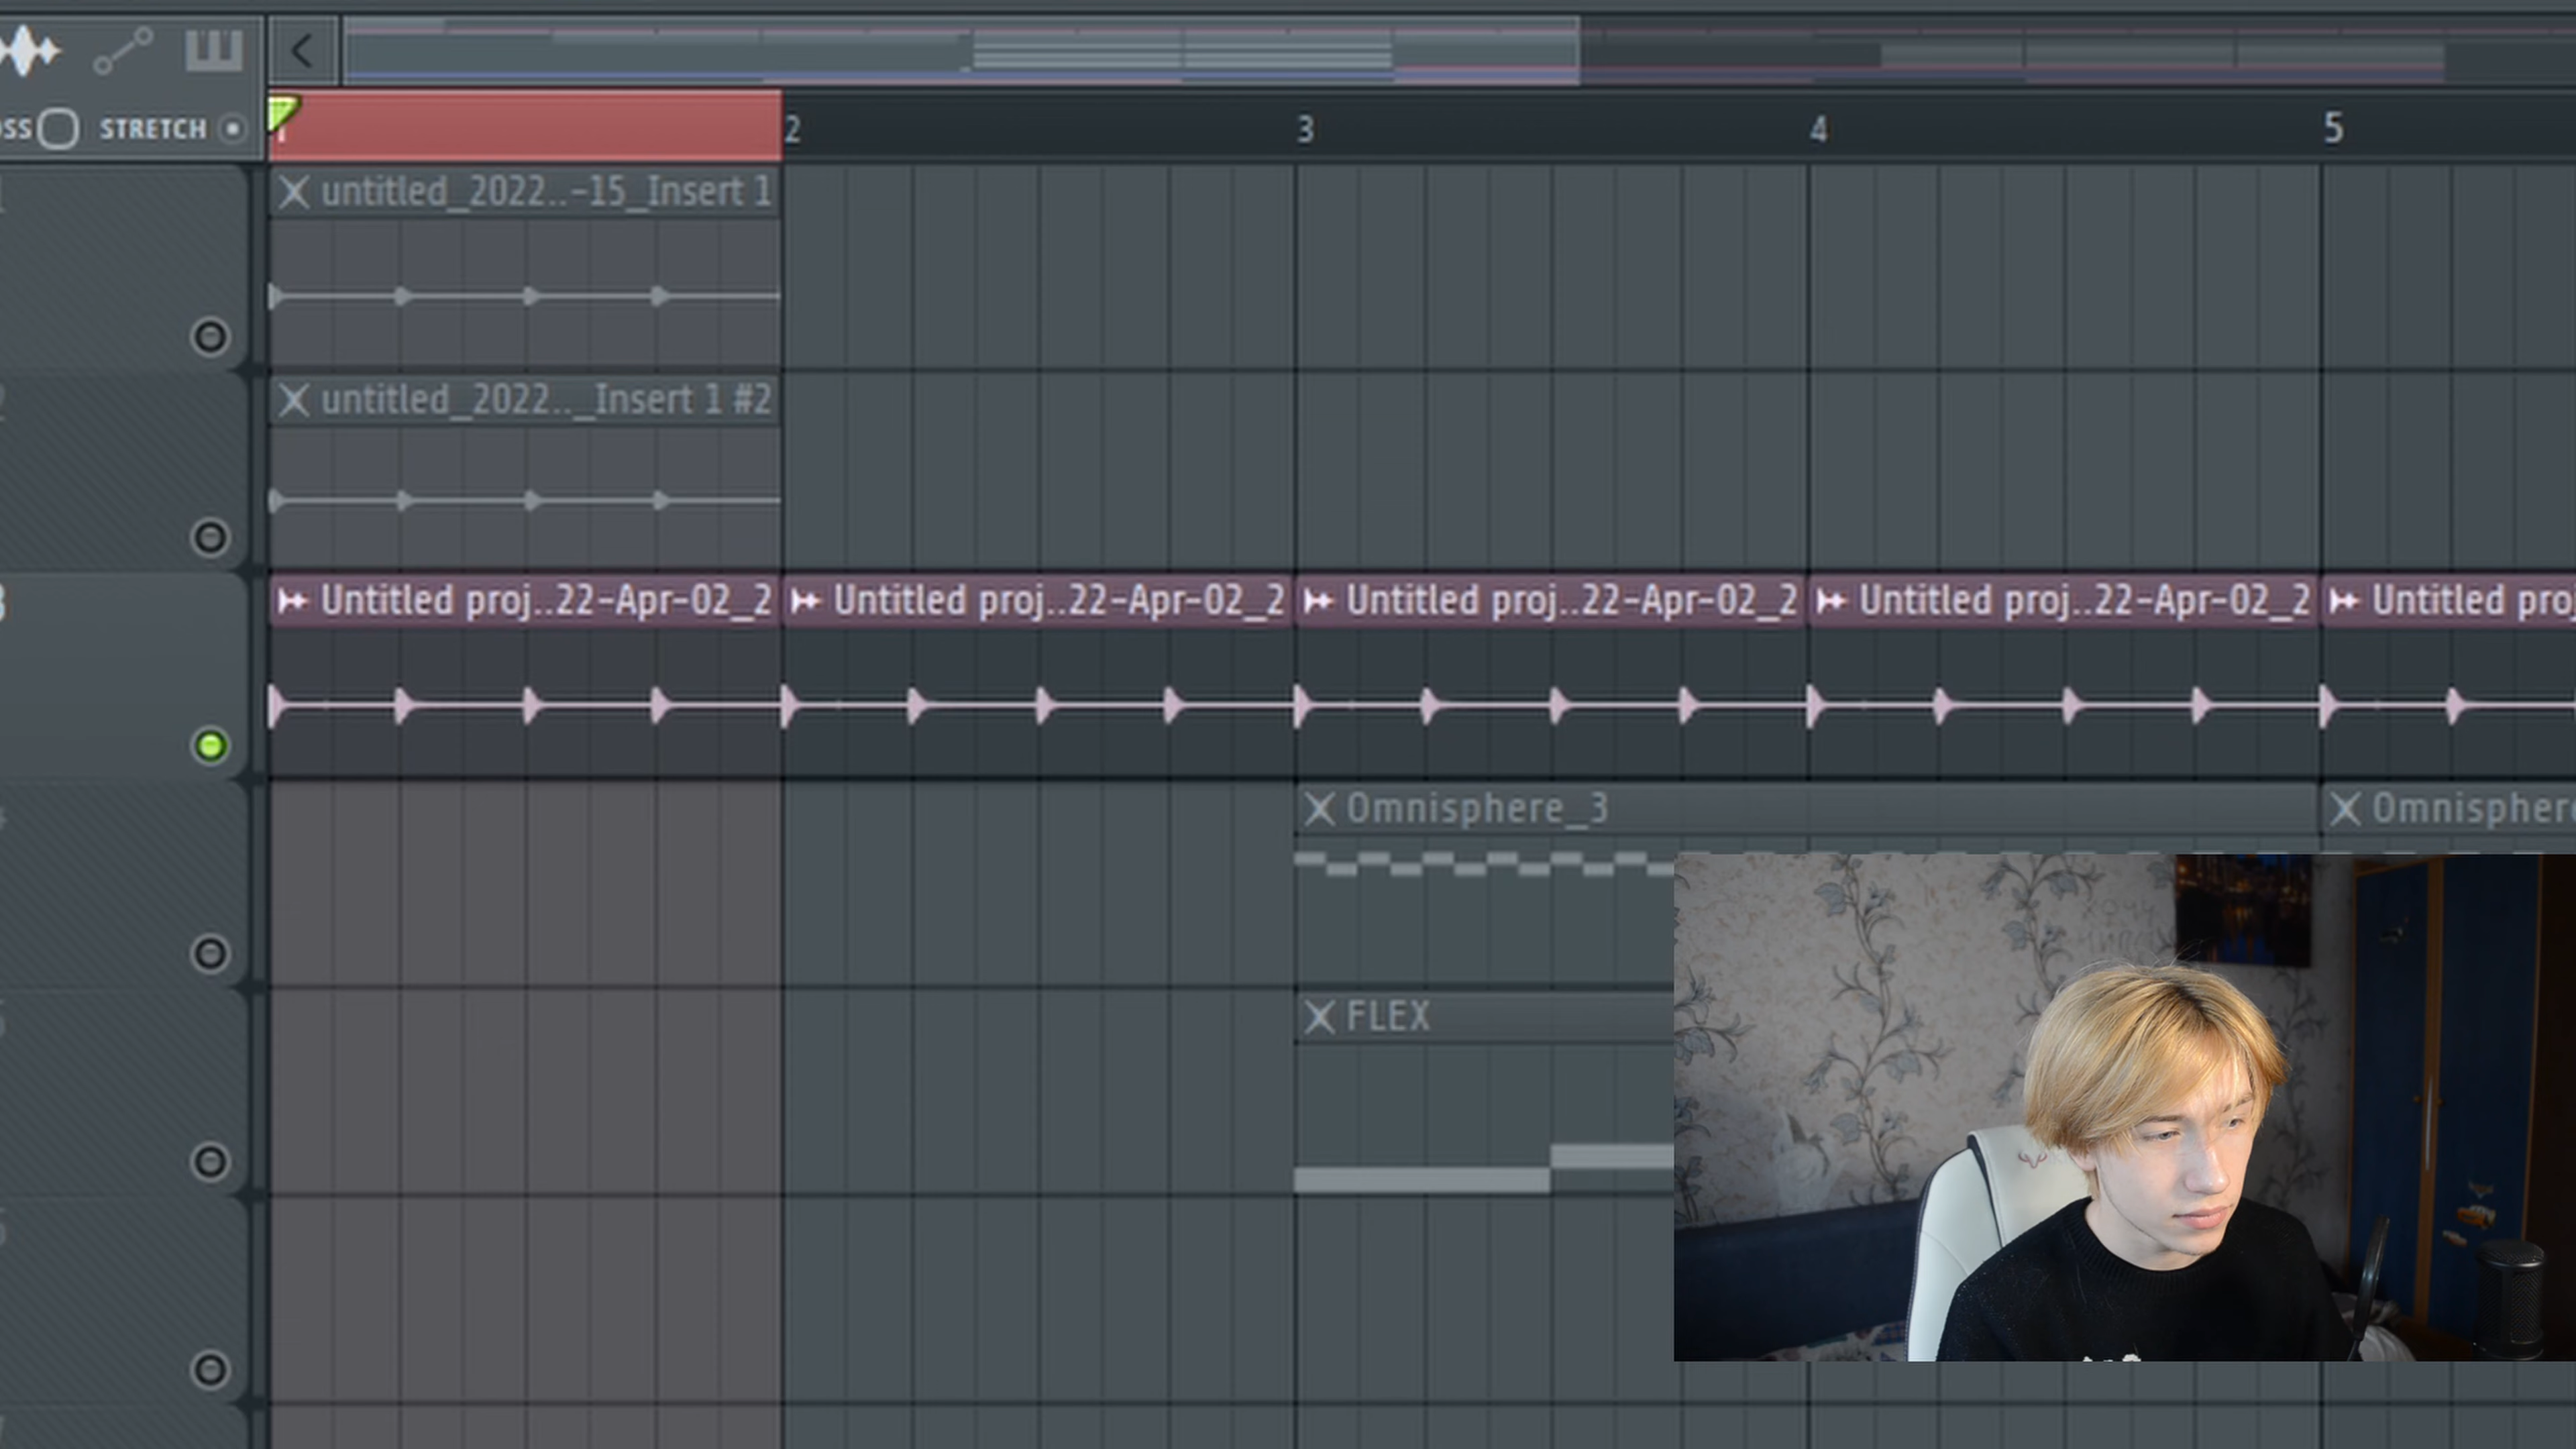 SS STRETCH
1 2 3 4 5
untitled_2022..-15_Insert 1
untitled_2022.._Insert 1 #2
3 Untitled proj..22-Apr-02_2 Untitled proj..22-Apr-02_2 Untitled proj..22-Apr-02_2 Untitled proj..22-Apr-02_2 Untitled pro
Omnisphere_3 Omnispher
FLEX